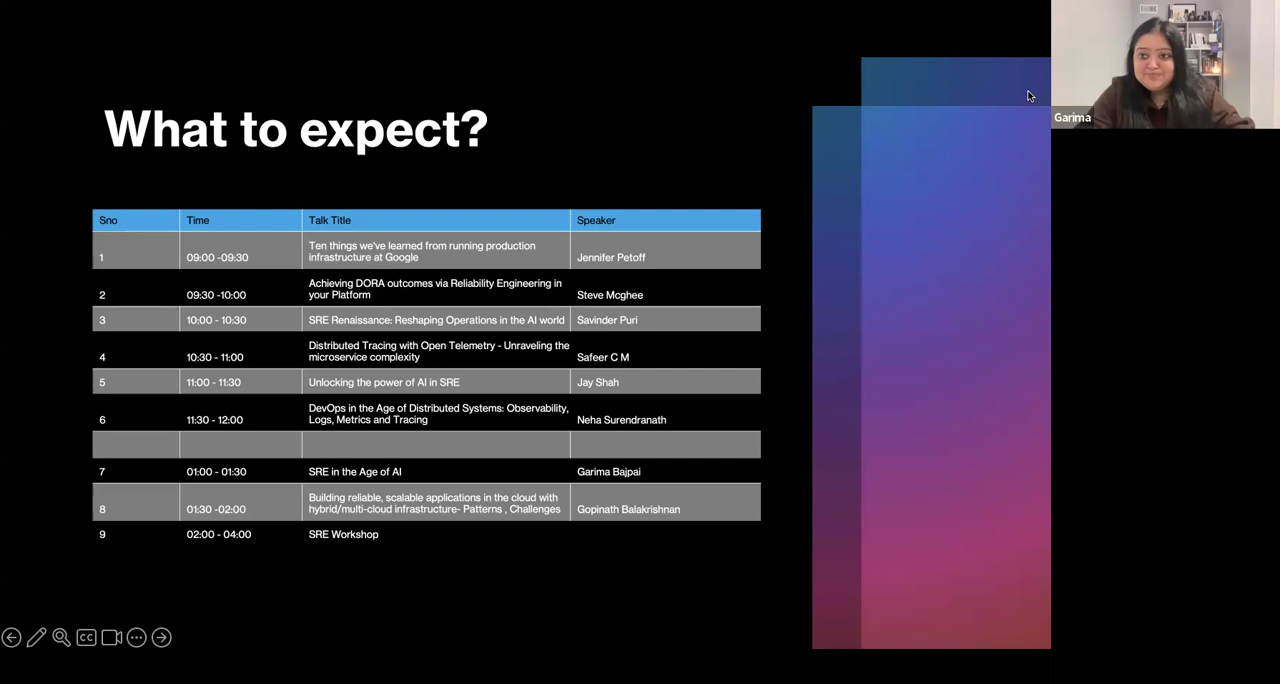 What to expect?
Garima
Sno Time Talk Title Speaker
1 09:00 -09:30 Ten things we've learned from running production
infrastructure at Google Jennifer Petoff
2 09:30 -10:00 Achieving DORA outcomes via Reliability Engineering in
your Platform Steve Mcghee
3 10:00 - 10:30 SRE Renaissance: Reshaping Operations in the AI world Savinder Puri
4 10:30 - 11:00 Distributed Tracing with Open Telemetry - Unraveling the
microservice complexity Safeer C M
5 11:00 - 11:30 Unlocking the power of AI in SRE Jay Shah
6 11:30 - 12:00 DevOps in the Age of Distributed Systems: Observability,
Logs, Metrics and Tracing Neha Surendranath
7 01:00 - 01:30 SRE in the Age of AI Garima Bajpai
8 01:30 -02:00 Building reliable, scalable applications in the cloud with
hybrid/multi-cloud infrastructure- Patterns , Challenges Gopinath Balakrishnan
9 02:00 - 04:00 SRE Workshop
CC